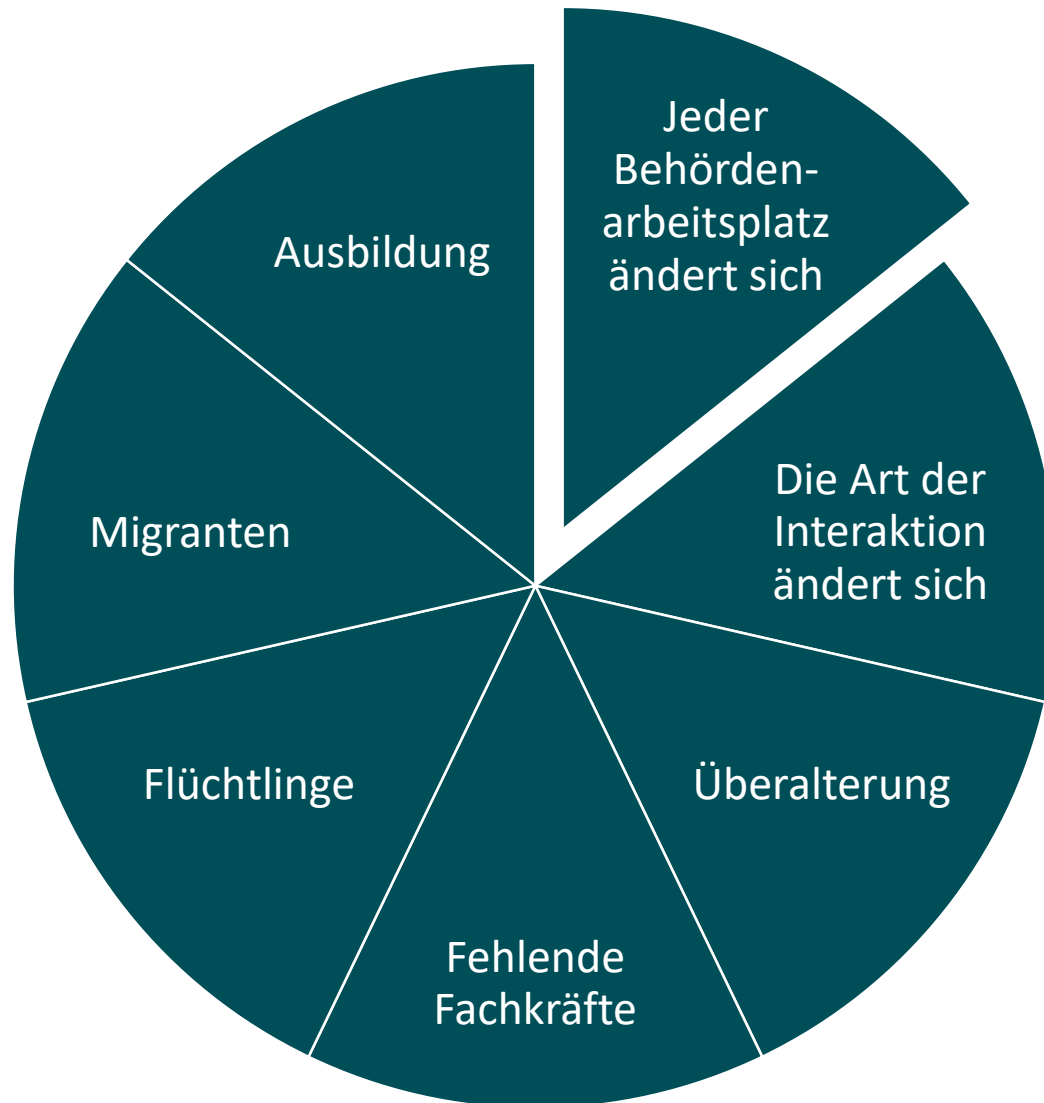 Jeder
Behörden-
arbeitsplatz
ändert sich
Die Art der
Interaktion
ändert sich
Überalterung
Fehlende
Fachkräfte
Flüchtlinge
Migranten
Ausbildung